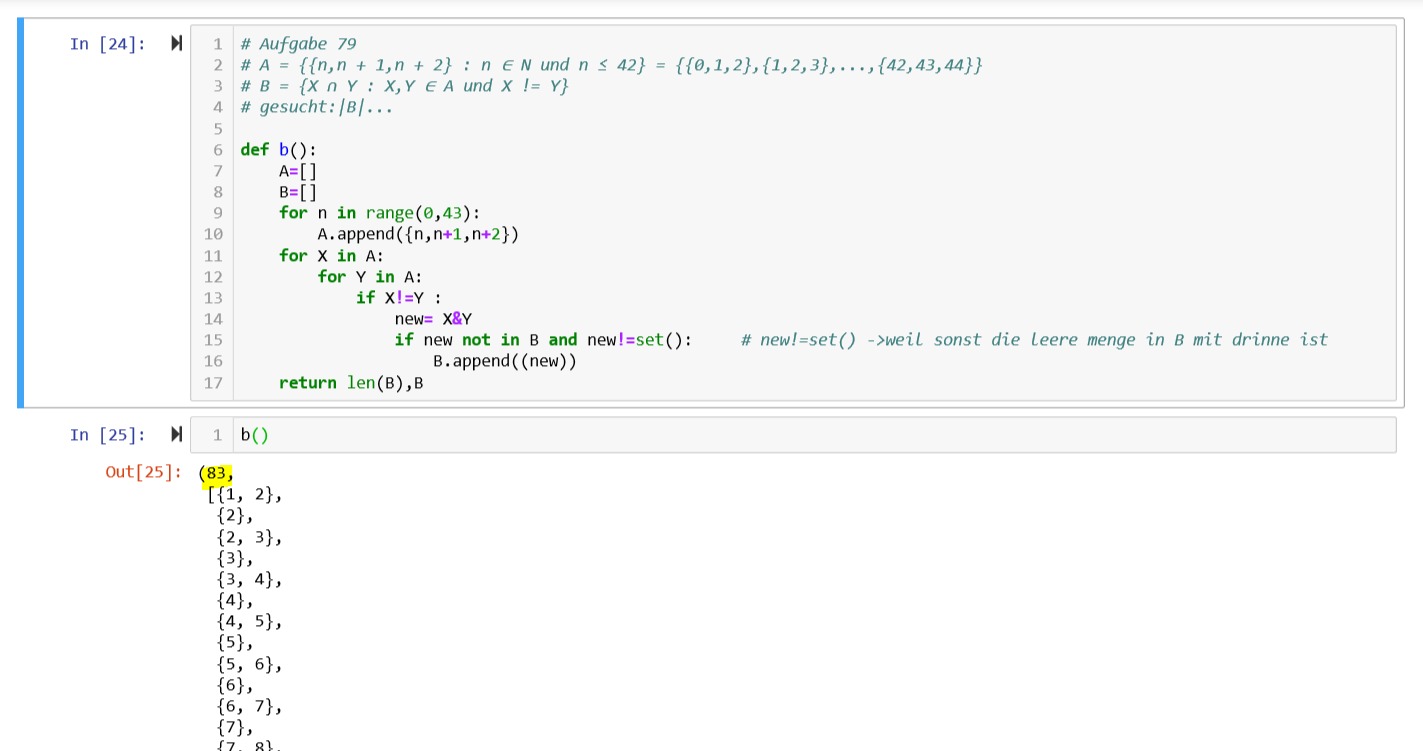 In [24]:
1 # Aufgabe 79
2 # A = {{n,n + 1,n + 2} : n ∈ N und n ≤ 42} = {{0,1,2},{1,2,3},...,{42,43,44}}
3 # B = {X ∩ Y : X,Y ∈ A und X != Y}
4 # gesucht:|B|...
5
6 def b():
7     A=[]
8     B=[]
9     for n in range(0,43):
10         A.append({n,n+1,n+2})
11     for X in A:
12         for Y in A:
13             if X!=Y :
14                 new= X&Y
15                 if new not in B and new!=set():     # new!=set() ->weil sonst die leere menge in B mit drinne ist
16                     B.append((new))
17     return len(B),B
In [25]:
1 b()
Out[25]: (83,
[{1, 2},
{2},
{2, 3},
{3},
{3, 4},
{4},
{4, 5},
{5},
{5, 6},
{6},
{6, 7},
{7},
{7, 8},